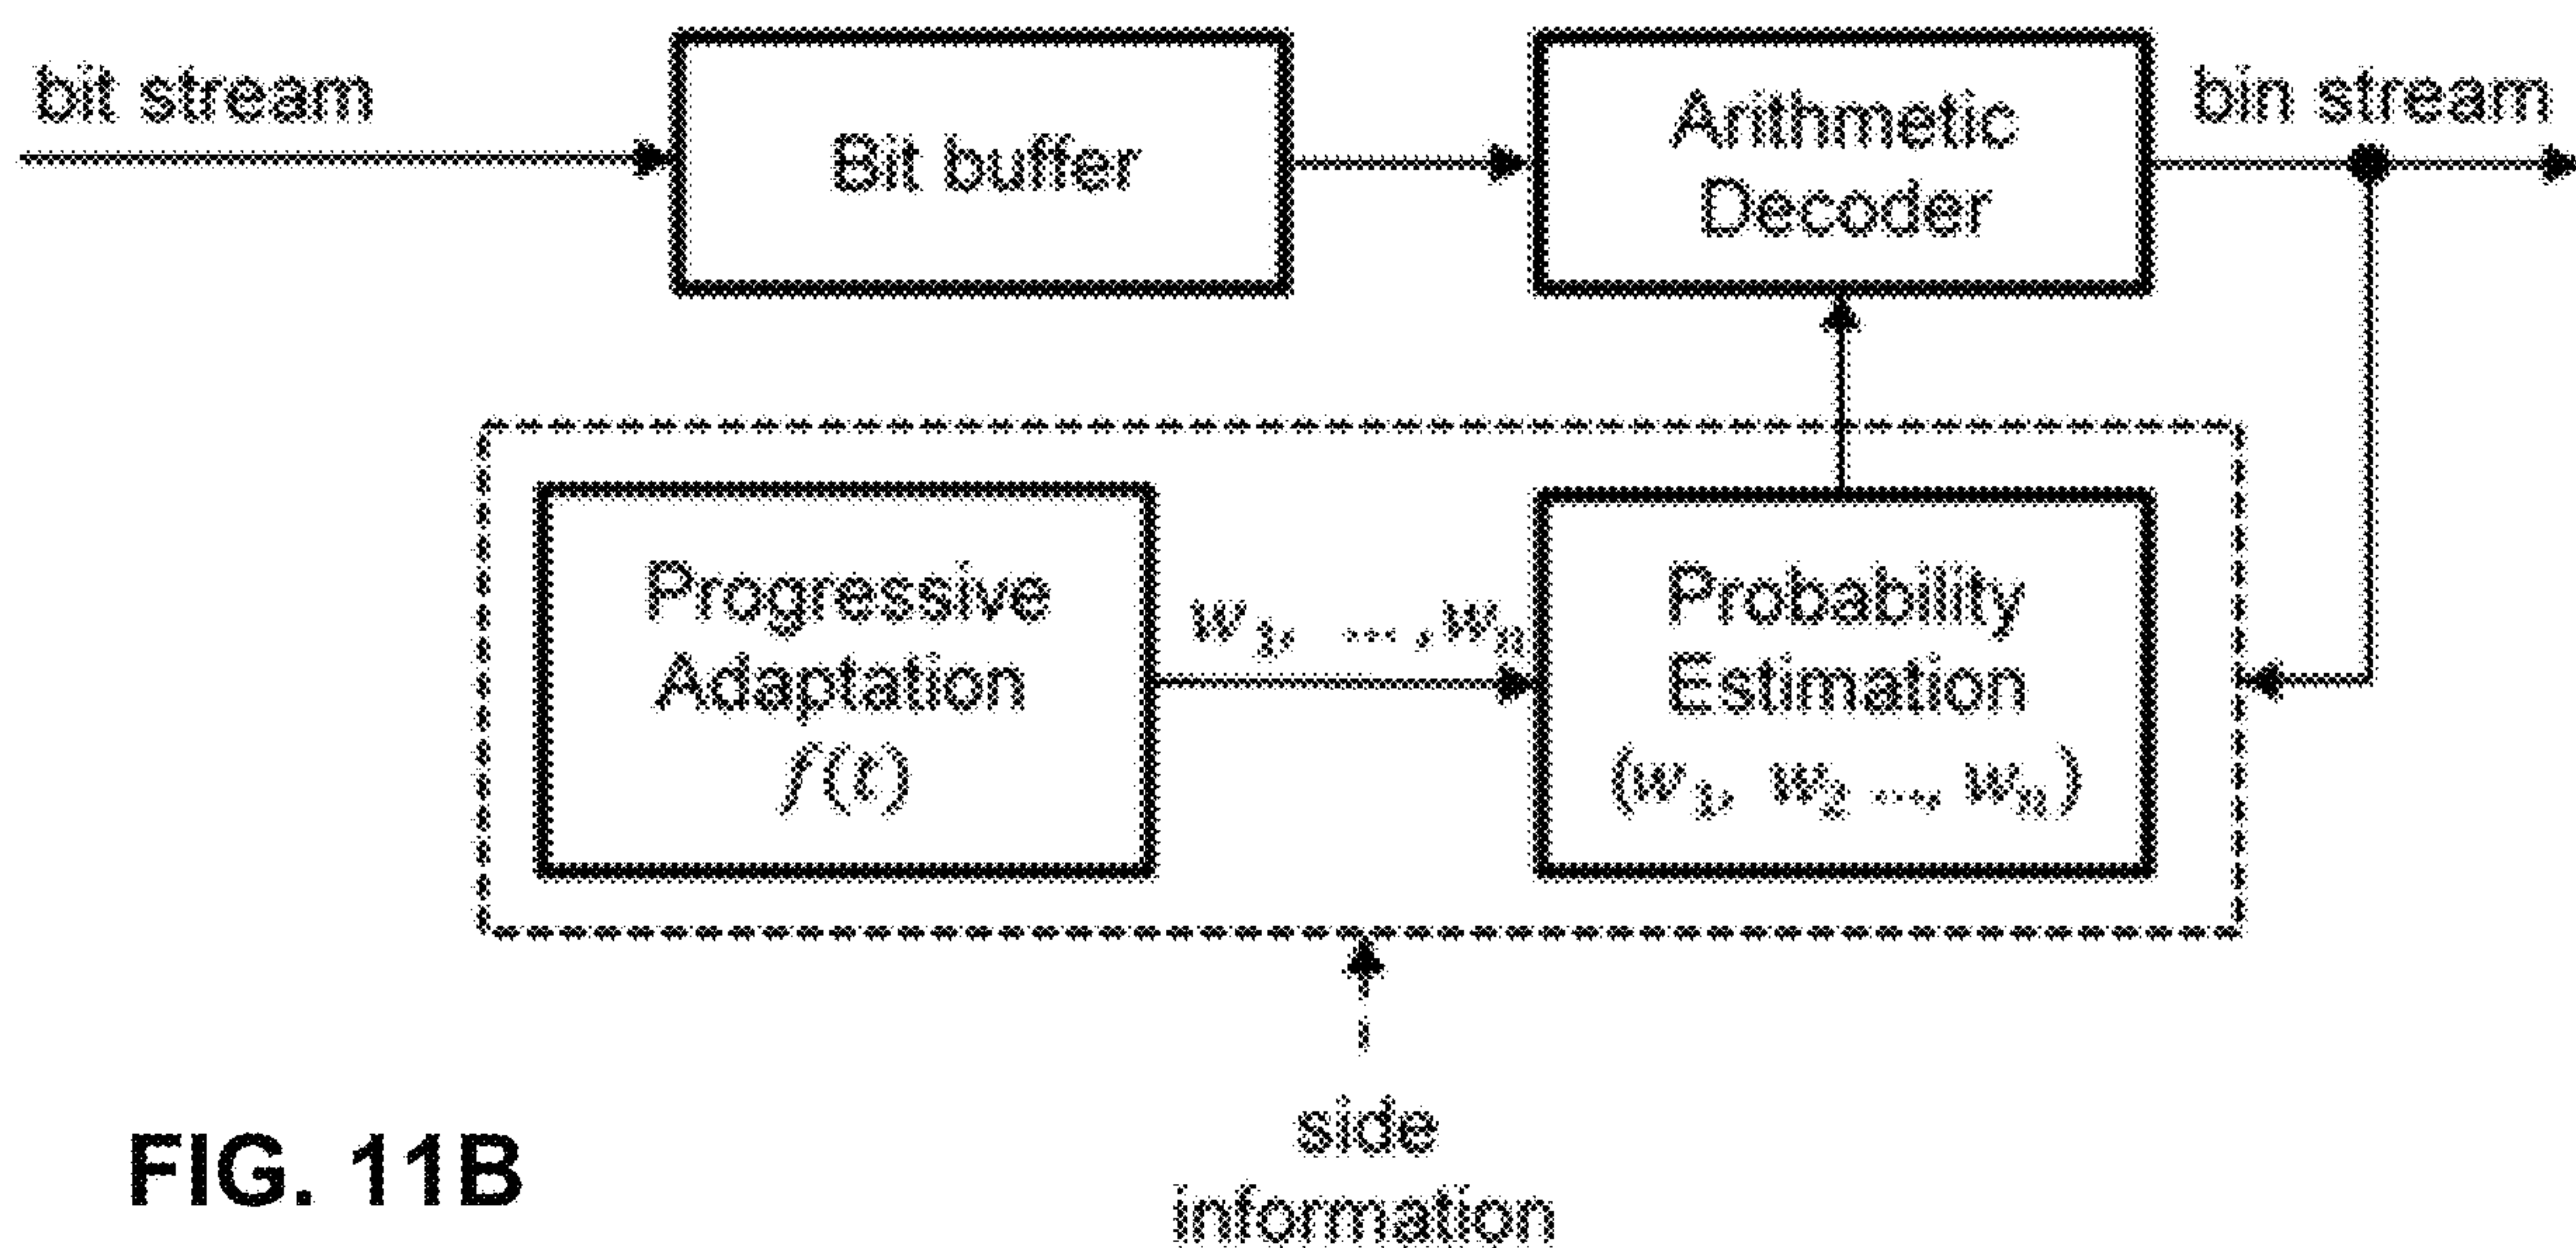 bit stream
Bit buffer
Arithmetic
Decoder
bin stream
Progressive
Adaptation
f(t)
w₁, ...,wₙ
Probability
Estimation
(w₁, w₂ ..., wₙ)
side
information
FIG. 11B